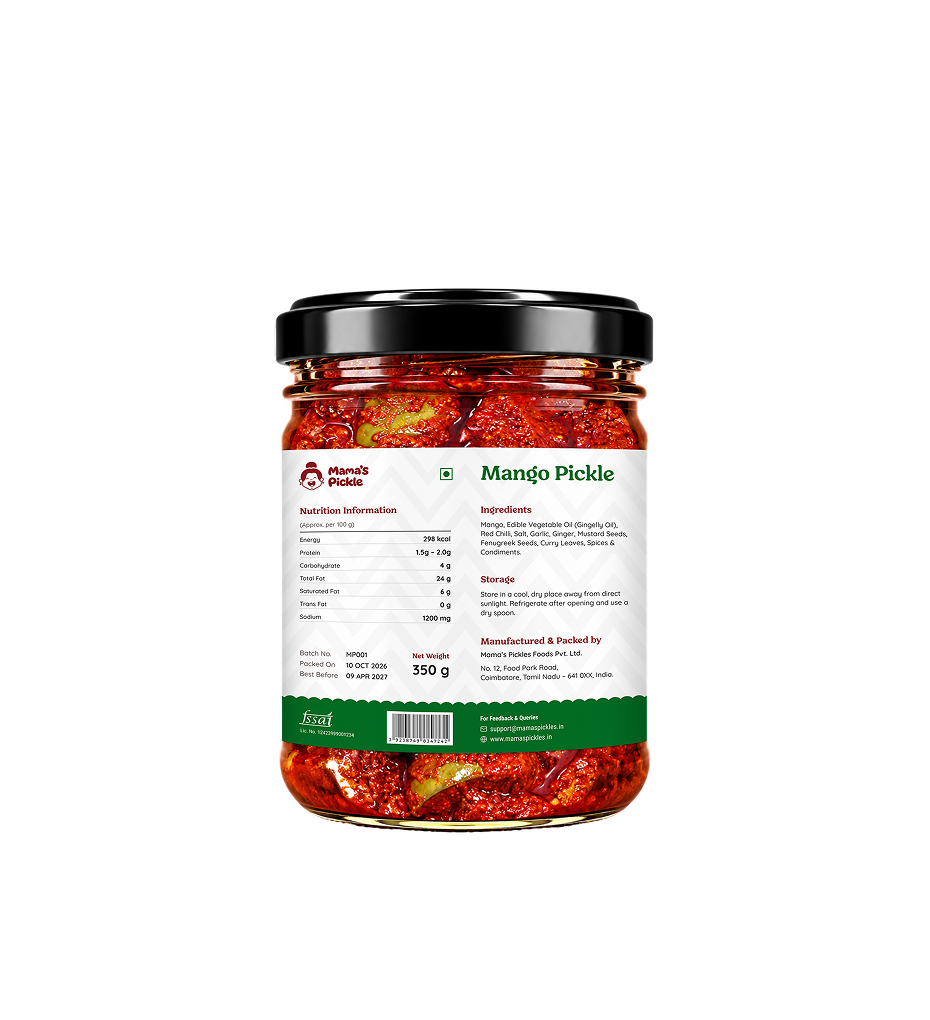 Mama's
Pickle
Nutrition Information
(Approx. per 100 g)
Energy 298 kcal
Protein 1.5g – 2.0g
Carbohydrate 4 g
Total Fat 24 g
Saturated Fat 6 g
Trans Fat 0 g
Sodium 1200 mg
Batch No. MP001
Packed On 10 OCT 2026
Best Before 09 APR 2027
Net Weight
350 g
fssai
Lic. No. 12423999001234
Mango Pickle
Ingredients
Mango, Edible Vegetable Oil (Gingelly Oil),
Red Chilli, Salt, Garlic, Ginger, Mustard Seeds,
Fenugreek Seeds, Curry Leaves, Spices &
Condiments.
Storage
Store in a cool, dry place away from direct
sunlight. Refrigerate after opening and use a
dry spoon.
Manufactured & Packed by
Mama's Pickles Foods Pvt. Ltd.
No. 12, Food Park Road,
Coimbatore, Tamil Nadu – 641 0XX, India.
For Feedback & Queries
support@mamaspickles.in
www.mamaspickles.in